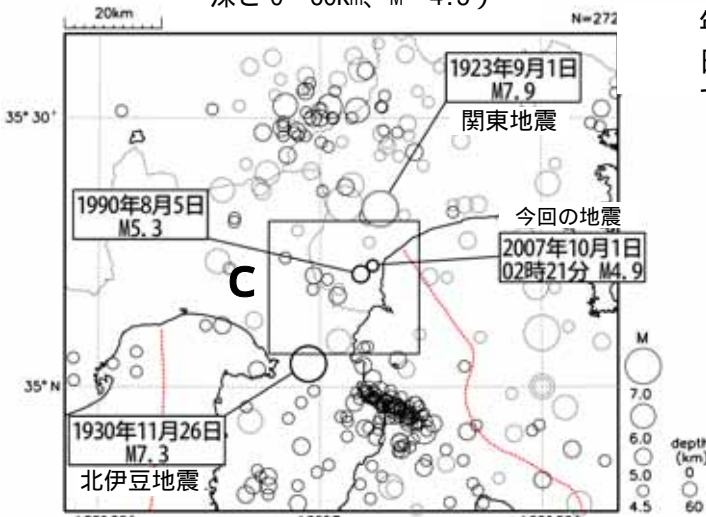 20km
N=272
1923年9月1日
M7.9
関東地震
35° 30'
1990年8月5日
M5.3
今回の地震
2007年10月1日
02時21分 M4.9
C
M
7.0
6.0
5.0
4.5
depth
(km)
0
60
35° N
1930年11月26日
M7.3
北伊豆地震